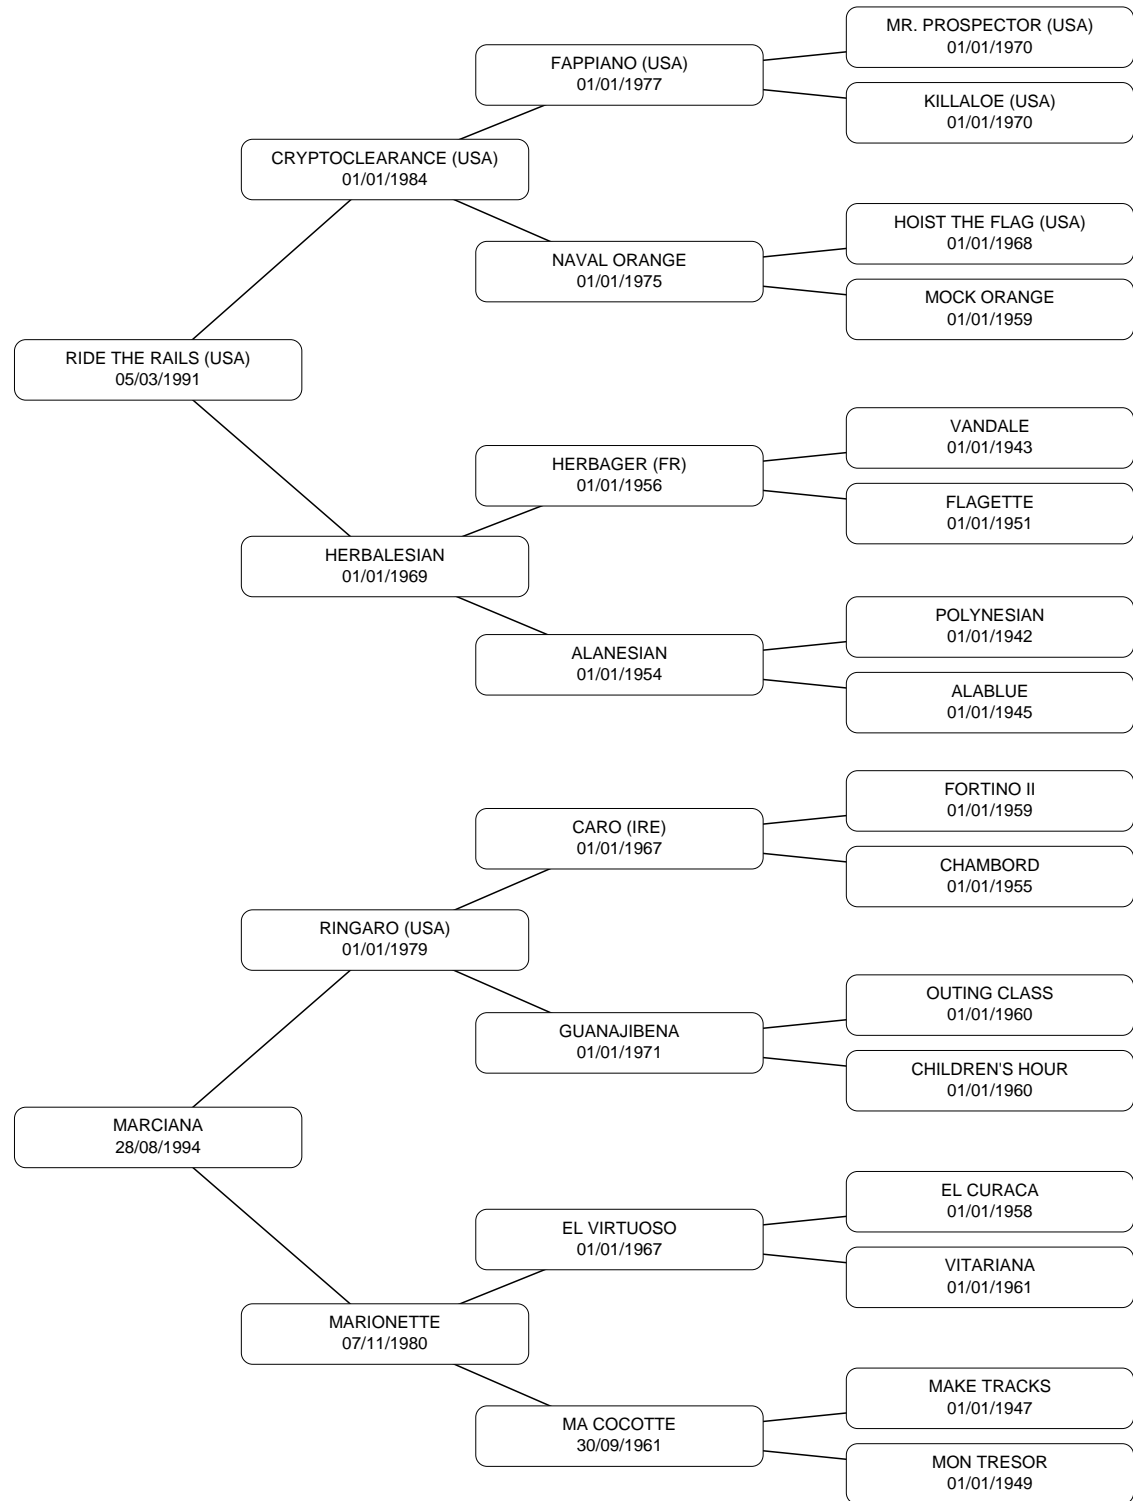 MR. PROSPECTOR (USA)
01/01/1970
FAPPIANO (USA)
01/01/1977
KILLALOE (USA)
01/01/1970
CRYPTOCLEARANCE (USA)
01/01/1984
HOIST THE FLAG (USA)
01/01/1968
NAVAL ORANGE
01/01/1975
MOCK ORANGE
01/01/1959
RIDE THE RAILS (USA)
05/03/1991
VANDALE
01/01/1943
HERBAGER (FR)
01/01/1956
FLAGETTE
01/01/1951
HERBALESIAN
01/01/1969
POLYNESIAN
01/01/1942
ALANESIAN
01/01/1954
ALABLUE
01/01/1945
FORTINO II
01/01/1959
CARO (IRE)
01/01/1967
CHAMBORD
01/01/1955
RINGARO (USA)
01/01/1979
OUTING CLASS
01/01/1960
GUANAJIBENA
01/01/1971
CHILDREN'S HOUR
01/01/1960
MARCIANA
28/08/1994
EL CURACA
01/01/1958
EL VIRTUOSO
01/01/1967
VITARIANA
01/01/1961
MARIONETTE
07/11/1980
MAKE TRACKS
01/01/1947
MA COCOTTE
30/09/1961
MON TRESOR
01/01/1949